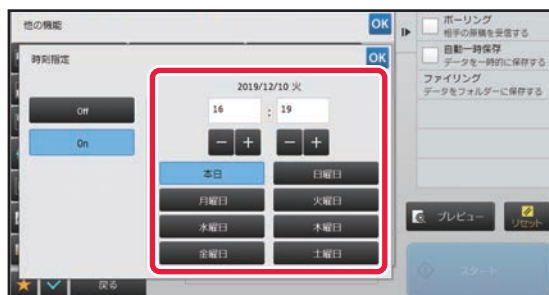 他の機能
OK
時刻指定
OK
Off
On
2019/12/10 火
16 : 19
− + − +
本日 日曜日
月曜日 火曜日
水曜日 木曜日
金曜日 土曜日
戻る
ポーリング
相手の原稿を受信する
自動一時保存
データを一時的に保存する
ファイリング
データをフォルダーに保存する
プレビュー
リセット
スタート